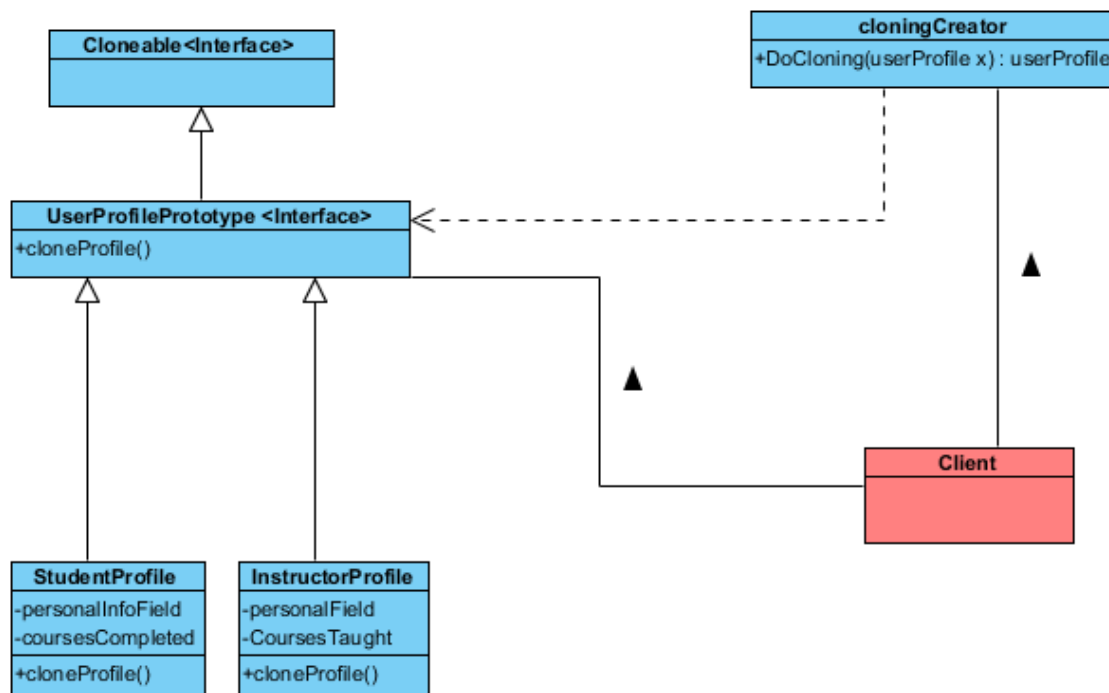 Cloneable<Interface>
cloningCreator
+DoCloning(userProfile x) : userProfile
UserProfilePrototype <Interface>
+cloneProfile()
Client
StudentProfile
-personalInfoField
-coursesCompleted
+cloneProfile()
InstructorProfile
-personalField
-CoursesTaught
+cloneProfile()